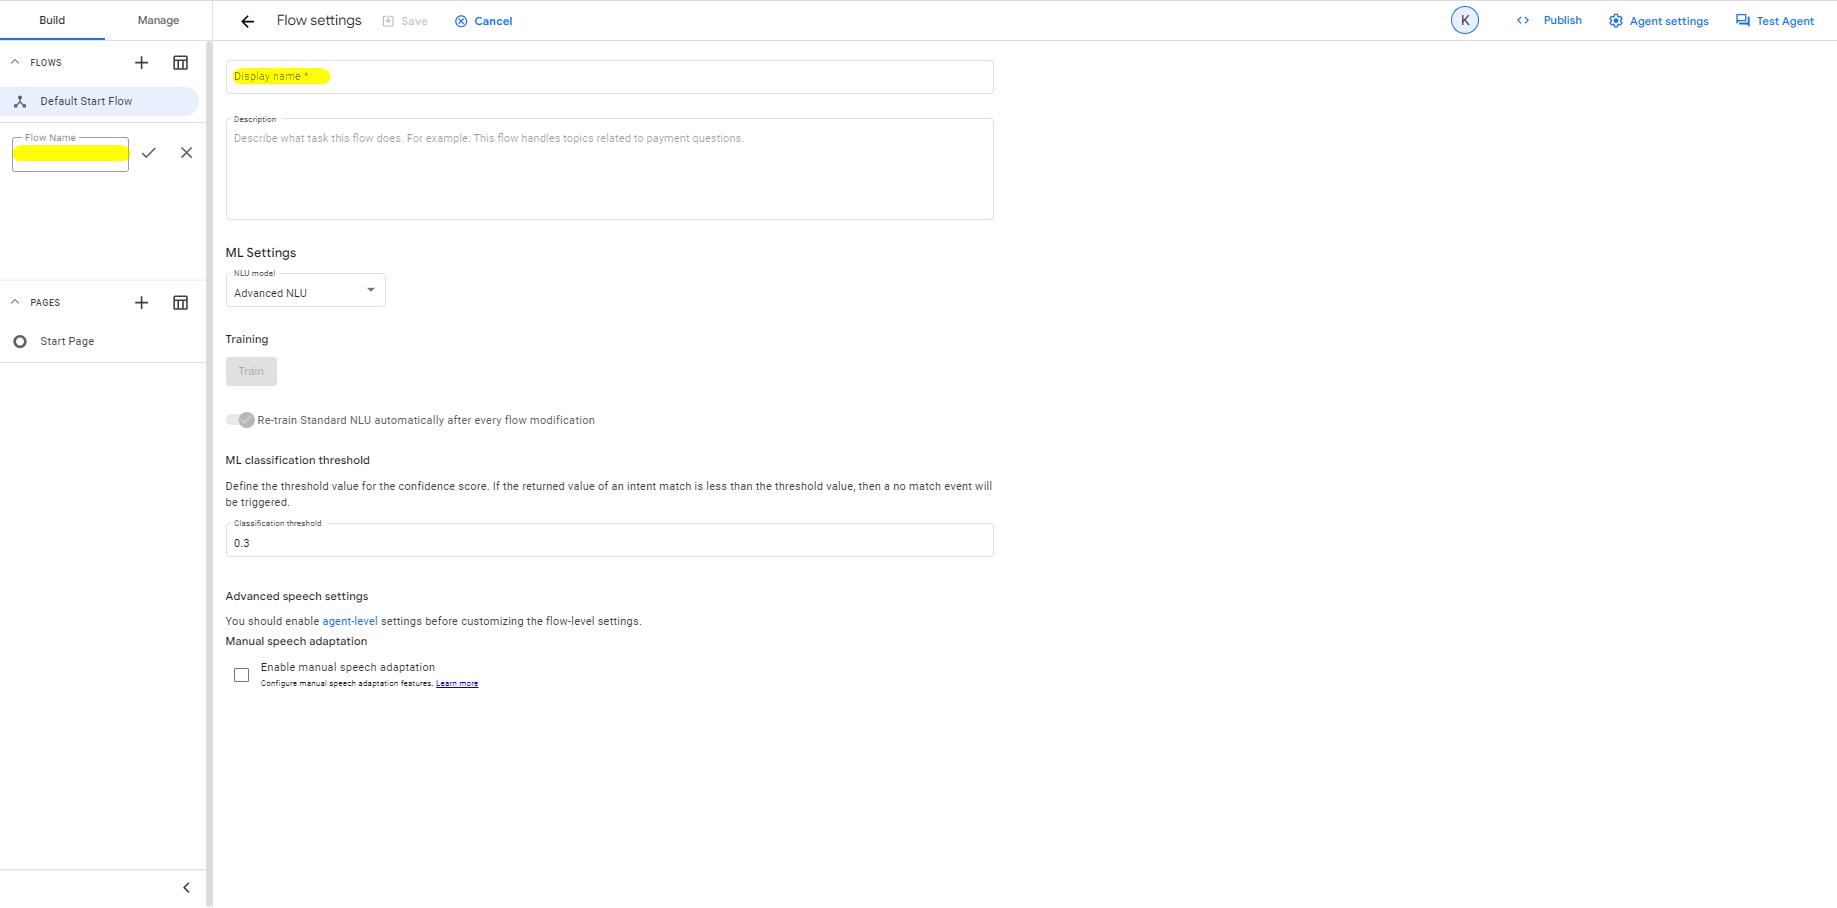 Build
Manage
Flow settings
Save
Cancel
K
Publish
Agent settings
Test Agent
FLOWS
Default Start Flow
Flow Name
PAGES
Start Page
Display name *
Description
Describe what task this flow does. For example: This flow handles topics related to payment questions.
ML Settings
NLU model
Advanced NLU
Training
Train
Re-train Standard NLU automatically after every flow modification
ML classification threshold
Define the threshold value for the confidence score. If the returned value of an intent match is less than the threshold value, then a no match event will
be triggered.
Classification threshold
0.3
Advanced speech settings
You should enable agent-level settings before customizing the flow-level settings.
Manual speech adaptation
Enable manual speech adaptation
Configure manual speech adaptation features. Learn more